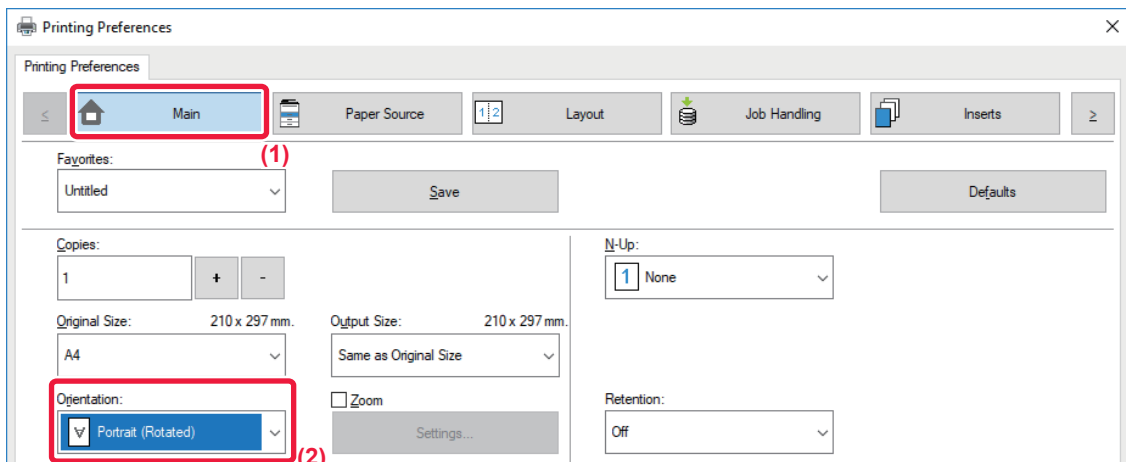 Printing Preferences
Printing Preferences
< Main Paper Source 1 2 Layout Job Handling Inserts >
(1)
Favorites:
Untitled Save Defaults
Copies: N-Up:
1 + - 1 None
Original Size: 210 x 297 mm. Output Size: 210 x 297 mm.
A4 Same as Original Size
Orientation: Zoom Retention:
A Portrait (Rotated) Settings... Off
(2)